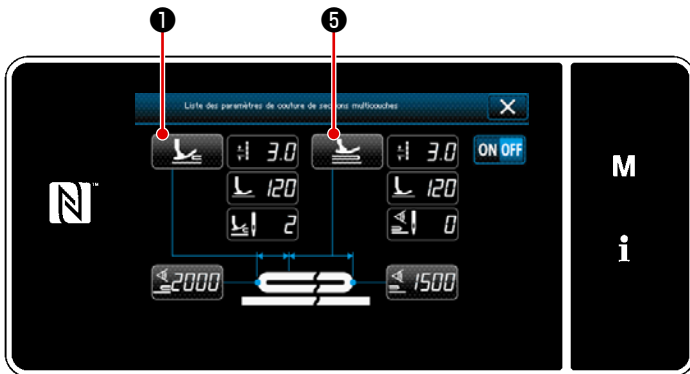 ❶ ❺
Liste des paramètres de couture de sections multicouches
3.0 3.0 ON OFF
120 120
2 0
2000 1500
M
i
N